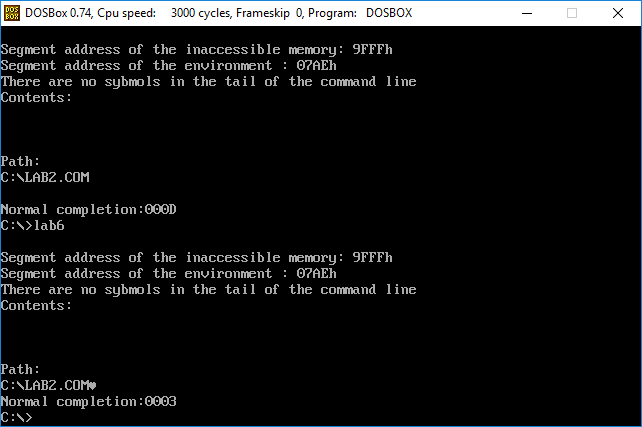 DOSBox 0.74, Cpu speed: 3000 cycles, Frameskip 0, Program: DOSBOX
Segment address of the inaccessible memory: 9FFFh
Segment address of the environment : 07AEh
There are no sybmols in the tail of the command line
Contents:
Path:
C:\LAB2.COM
Normal completion:000D
C:\>lab6
Segment address of the inaccessible memory: 9FFFh
Segment address of the environment : 07AEh
There are no sybmols in the tail of the command line
Contents:
Path:
C:\LAB2.COM♥
Normal completion:0003
C:\>